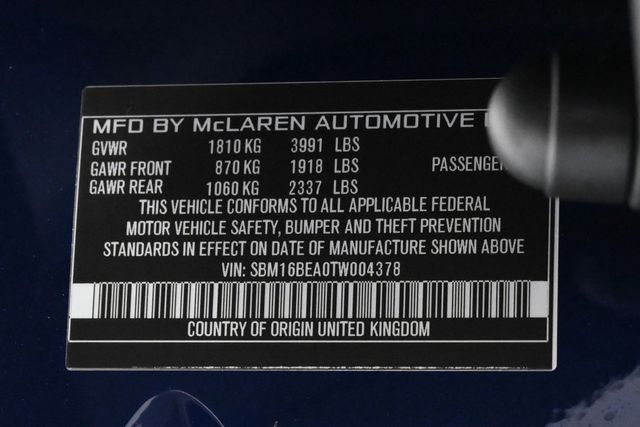 MFD BY McLAREN AUTOMOTIVE
GVWR 1810 KG 3991 LBS
GAWR FRONT 870 KG 1918 LBS PASSENGER
GAWR REAR 1060 KG 2337 LBS
THIS VEHICLE CONFORMS TO ALL APPLICABLE FEDERAL
MOTOR VEHICLE SAFETY, BUMPER AND THEFT PREVENTION
STANDARDS IN EFFECT ON DATE OF MANUFACTURE SHOWN ABOVE
VIN: SBM16BEA0TW004378
COUNTRY OF ORIGIN UNITED KINGDOM